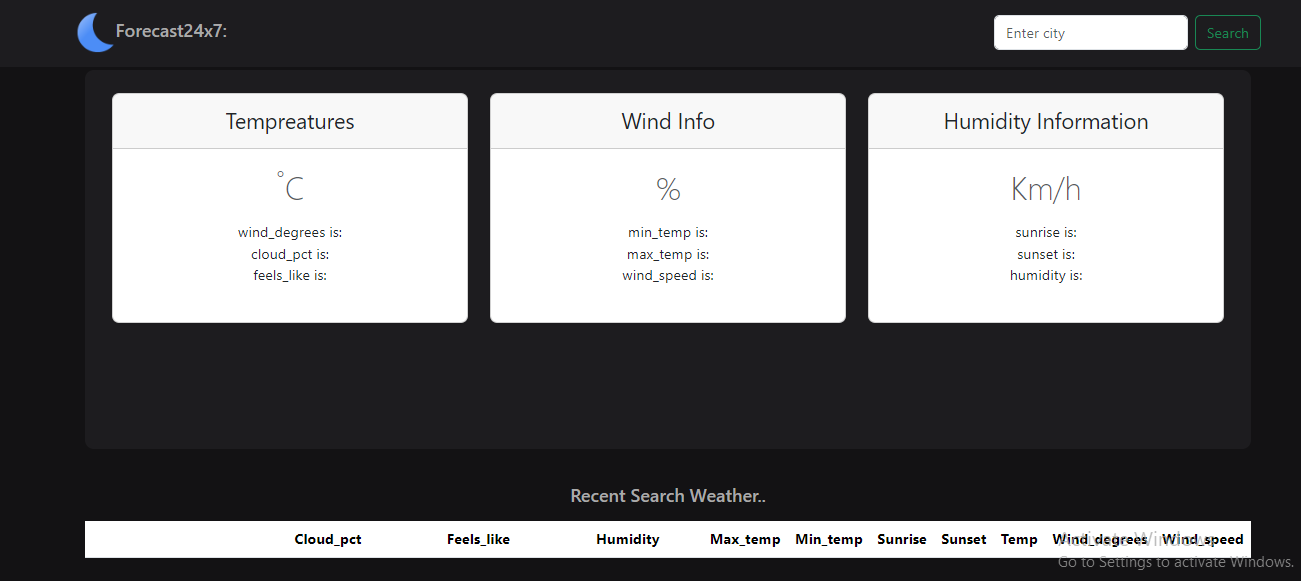 Forecast24x7:
Enter city
Search
Tempreatures
Wind Info
Humidity Information
°C
%
Km/h
wind_degrees is:
cloud_pct is:
feels_like is:
min_temp is:
max_temp is:
wind_speed is:
sunrise is:
sunset is:
humidity is:
Recent Search Weather..
Cloud_pct Feels_like Humidity Max_temp Min_temp Sunrise Sunset Temp Wind_degrees Wind_speed
Activate Windows
Go to Settings to activate Windows.